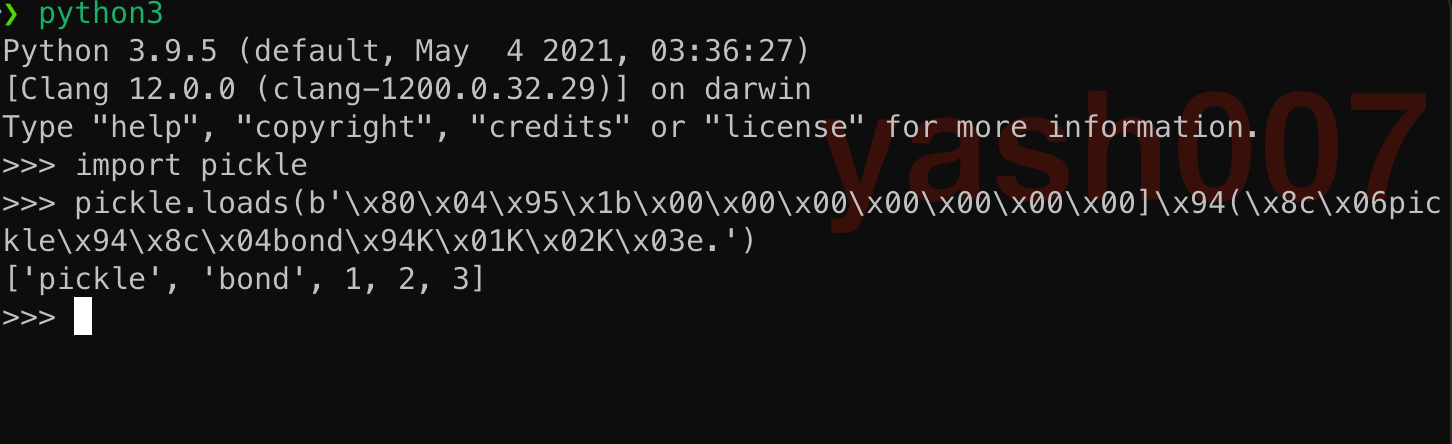 ❯ python3
Python 3.9.5 (default, May  4 2021, 03:36:27)
[Clang 12.0.0 (clang-1200.0.32.29)] on darwin
Type "help", "copyright", "credits" or "license" for more information.
>>> import pickle
>>> pickle.loads(b'\x80\x04\x95\x1b\x00\x00\x00\x00\x00\x00\x00]\x94(\x8c\x06pic
kle\x94\x8c\x04bond\x94K\x01K\x02K\x03e.')
['pickle', 'bond', 1, 2, 3]
>>>
yash007